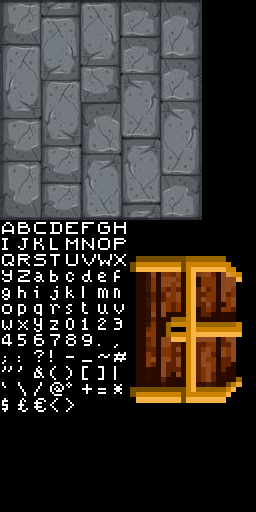 ABCDEFGH
IJKLMNOP
QRSTUVWX
YZabcdef
ghijklmn
opqrstuv
wxyz0123
456789.,
;:?!-_~#
"'&()[]|
`\/@°+=*
$£€<>